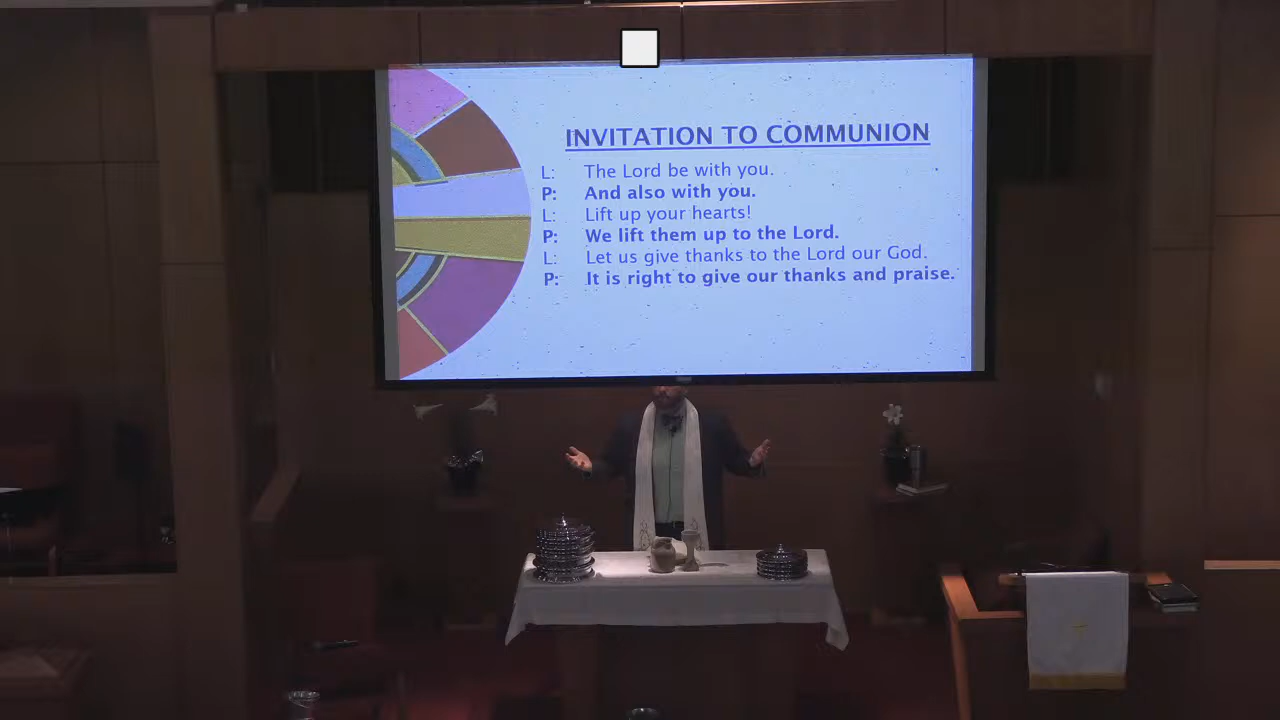 INVITATION TO COMMUNION
L: The Lord be with you.
P: And also with you.
L: Lift up your hearts!
P: We lift them up to the Lord.
L: Let us give thanks to the Lord our God.
P: It is right to give our thanks and praise.